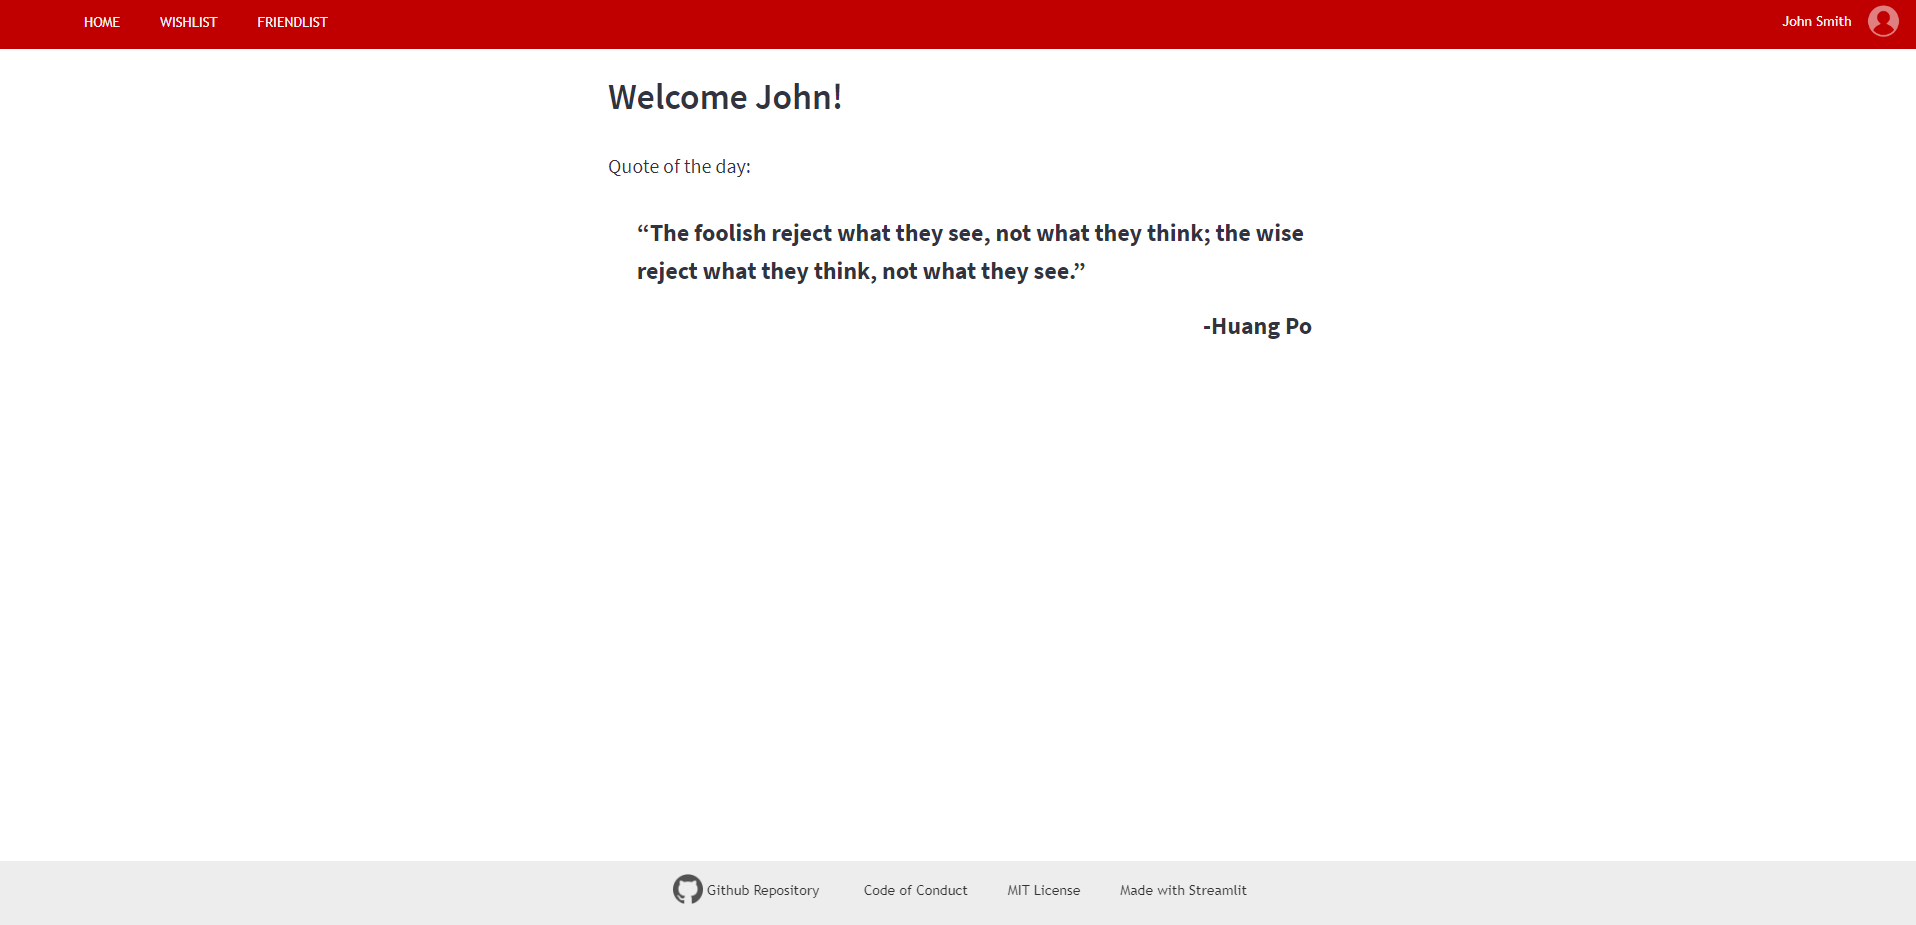 HOME WISHLIST FRIENDLIST John Smith
Welcome John!
Quote of the day:
“The foolish reject what they see, not what they think; the wise
reject what they think, not what they see.”
-Huang Po
Github Repository Code of Conduct MIT License Made with Streamlit